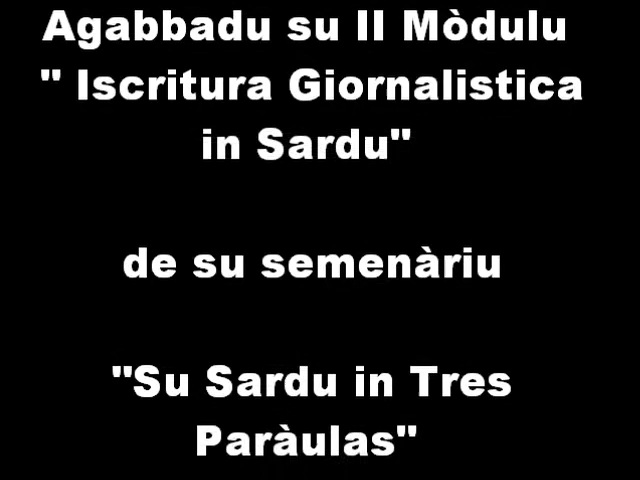 Agabbadu su II Mòdulu
" Iscritura Giornalistica
in Sardu"
de su semenàriu
"Su Sardu in Tres
Paràulas"